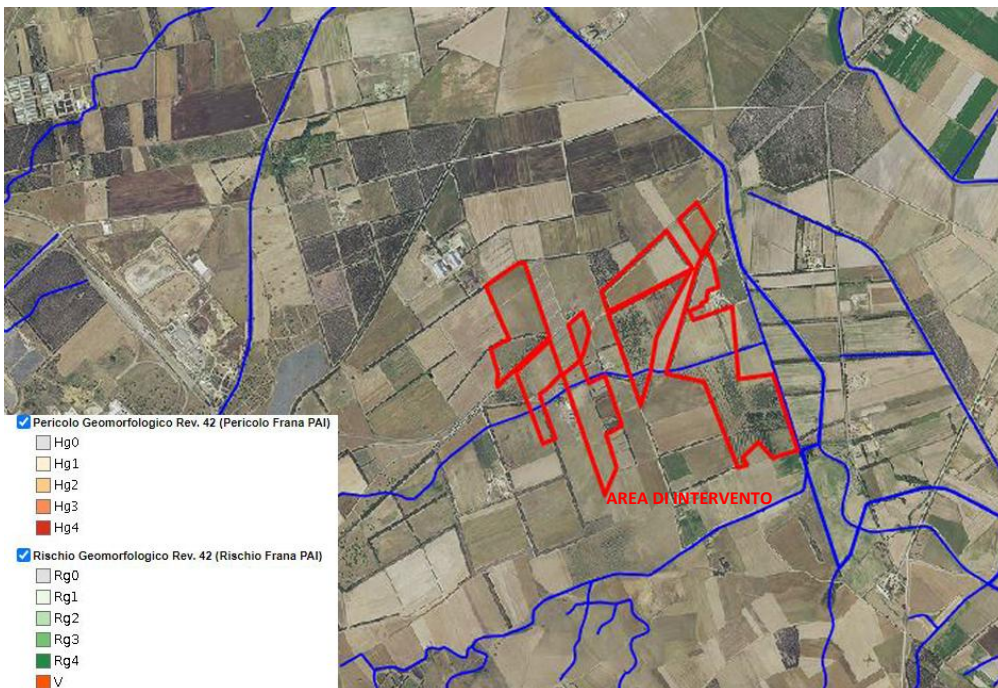 AREA DI INTERVENTO
Pericolo Geomorfologico Rev. 42 (Pericolo Frana PAI)
Hg0
Hg1
Hg2
Hg3
Hg4
Rischio Geomorfologico Rev. 42 (Rischio Frana PAI)
Rg0
Rg1
Rg2
Rg3
Rg4
V